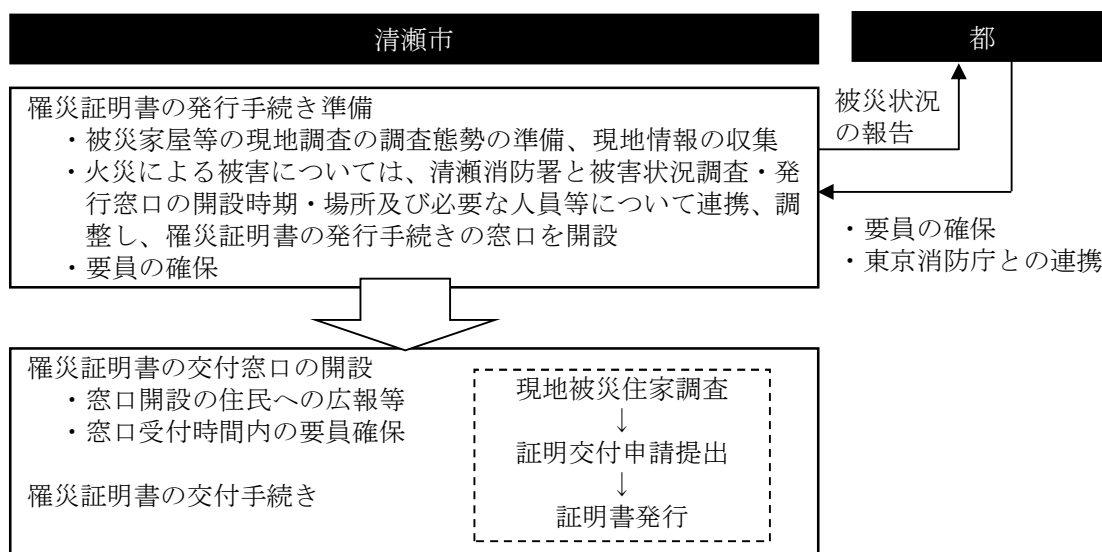 清瀬市
都
罹災証明書の発行手続き準備
・被災家屋等の現地調査の調査態勢の準備、現地情報の収集
・火災による被害については、清瀬消防署と被害状況調査・発
行窓口の開設時期・場所及び必要な人員等について連携、調
整し、罹災証明書の発行手続きの窓口を開設
・要員の確保
被災状況
の報告
・要員の確保
・東京消防庁との連携
罹災証明書の交付窓口の開設
・窓口開設の住民への広報等
・窓口受付時間内の要員確保
罹災証明書の交付手続き
現地被災住家調査
↓
証明交付申請提出
↓
証明書発行